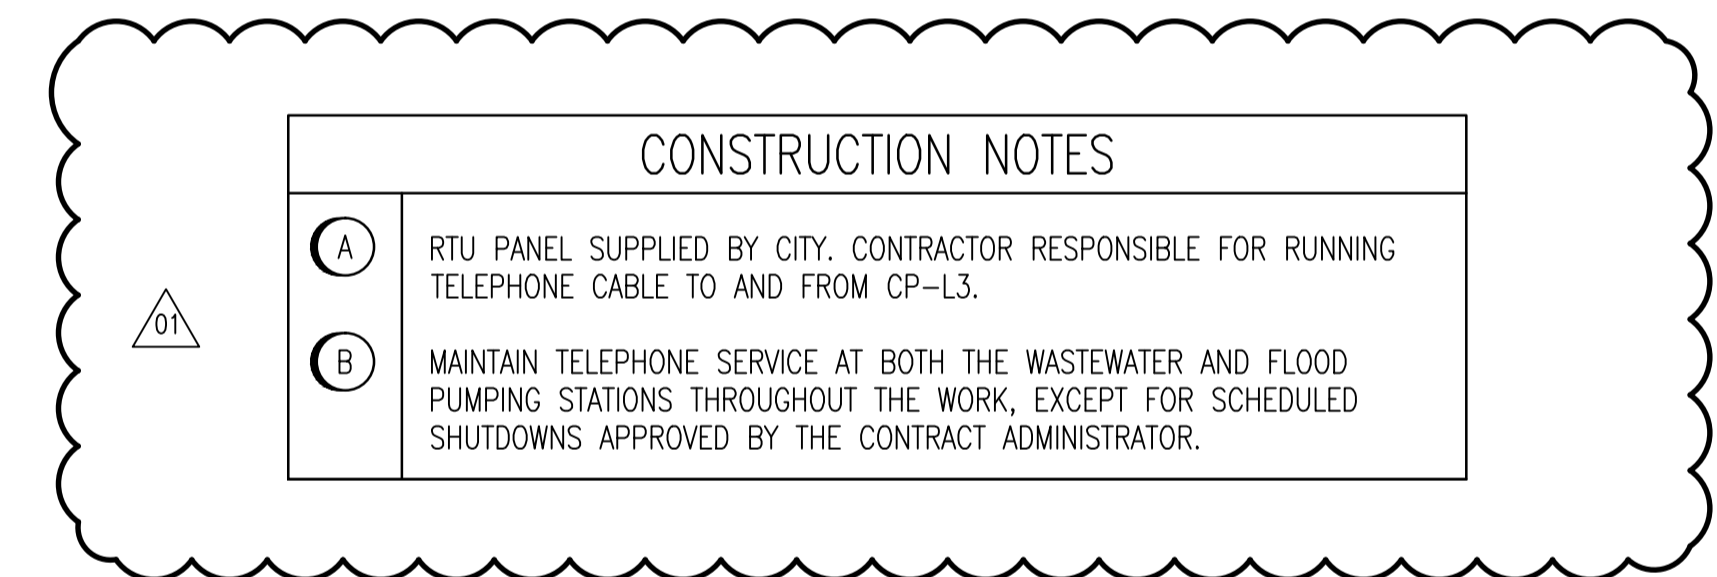 CONSTRUCTION NOTES
A
RTU PANEL SUPPLIED BY CITY. CONTRACTOR RESPONSIBLE FOR RUNNING
TELEPHONE CABLE TO AND FROM CP-L3.
01
B
MAINTAIN TELEPHONE SERVICE AT BOTH THE WASTEWATER AND FLOOD
PUMPING STATIONS THROUGHOUT THE WORK, EXCEPT FOR SCHEDULED
SHUTDOWNS APPROVED BY THE CONTRACT ADMINISTRATOR.